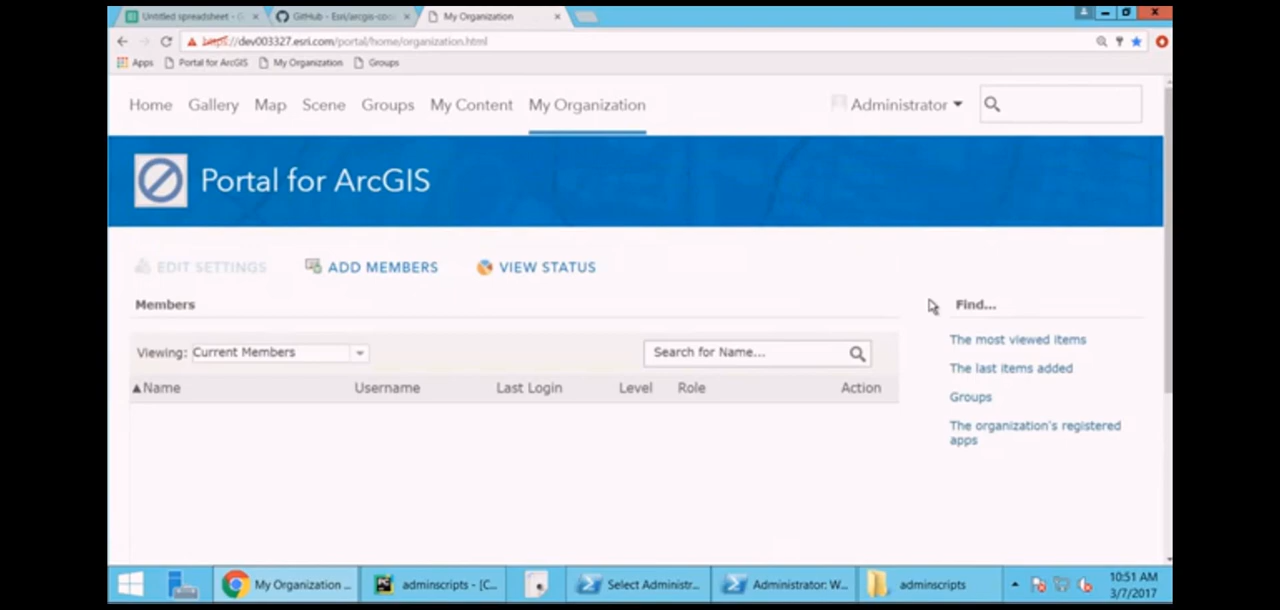 Untitled spreadsheet - G
GitHub - Esri/arcgis-
My Organization
https://dev003327.esri.com/portal/home/organization.html
Apps Portal for ArcGIS My Organization Groups
Home Gallery Map Scene Groups My Content My Organization Administrator
Portal for ArcGIS
EDIT SETTINGS ADD MEMBERS VIEW STATUS
Members
Find...
Viewing: Current Members Search for Name...
The most viewed items
The last items added
Name Username Last Login Level Role Action
Groups
The organization's registered
apps
My Organization ... adminscripts - [C... Select Administr... Administrator: W... adminscripts
10:51 AM
3/7/2017